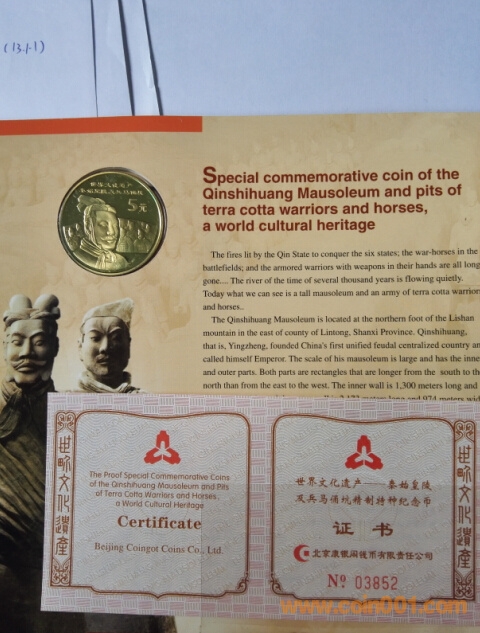 (13.1-1)
世界文化遗产
5元
Special commemorative coin of the
Qinshihuang Mausoleum and pits of
terra cotta warriors and horses,
a world cultural heritage
The fires lit by the Qin State to conquer the six states; the war-horses in the
battlefields; and the armored warriors with weapons in their hands are all long
gone.... The river of time of several thousand years is flowing quietly.
Today what we can see is a tall mausoleum and an army of terra cotta warriors
and horses..
The Qinshihuang Mausoleum is located at the northern foot of the Lishan
mountain in the east of county of Lintong, Shanxi Province. Qinshihuang,
that is, Yingzheng, founded China's first unified feudal centralized country and
called himself Emperor. The scale of his mausoleum is large and has the inner
and outer parts. Both parts are rectangles that are longer from the south to the
north than from the east to the west. The inner wall is 1,300 meters long and
世界文化遺產
The Proof Special Commemorative Coins
of the Qinshihuang Mausoleum and Pits
of Terra Cotta Warriors and Horses,
a World Cultural Heritage
Certificate
Beijing Coingot Coins Co., Ltd.
世界文化遗产——秦始皇陵
及兵马俑坑精制特种纪念币
证书
北京康银阁钱币有限责任公司
№ 03852
世界文化遺產
www.coin001.com